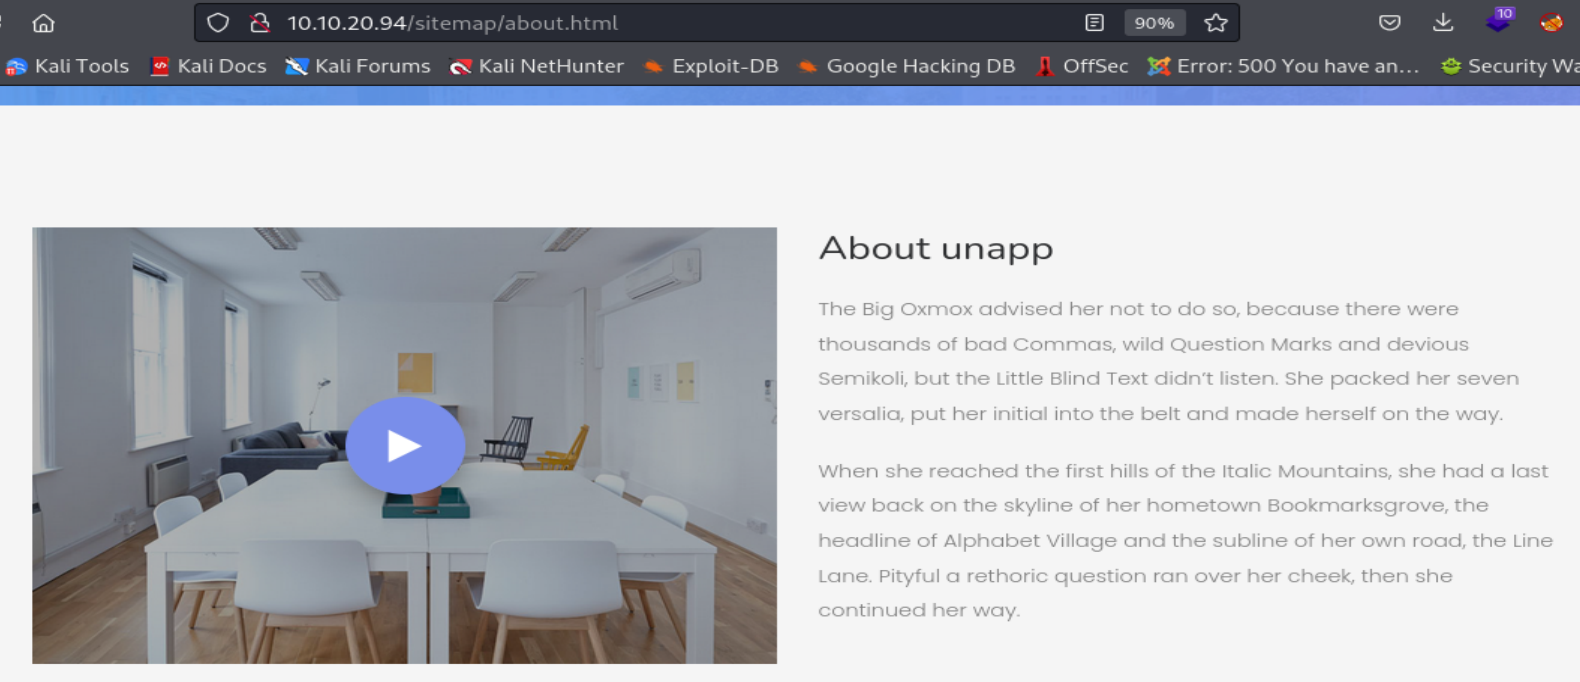 10.10.20.94/sitemap/about.html
90%
10
Kali Tools
Kali Docs
Kali Forums
Kali NetHunter
Exploit-DB
Google Hacking DB
OffSec
Error: 500 You have an...
Security Wa
About unapp
The Big Oxmox advised her not to do so, because there were
thousands of bad Commas, wild Question Marks and devious
Semikoli, but the Little Blind Text didn't listen. She packed her seven
versalia, put her initial into the belt and made herself on the way.
When she reached the first hills of the Italic Mountains, she had a last
view back on the skyline of her hometown Bookmarksgrove, the
headline of Alphabet Village and the subline of her own road, the Line
Lane. Pityful a rethoric question ran over her cheek, then she
continued her way.